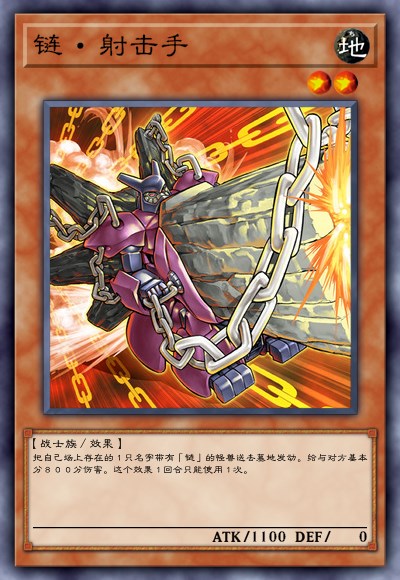 链·射击手
地
【战士族／效果】
把自己场上存在的１只名字带有「链」的怪兽送去墓地发动。给与对方基本
分８００分伤害。这个效果１回合只能使用１次。
ATK/1100 DEF/ 0